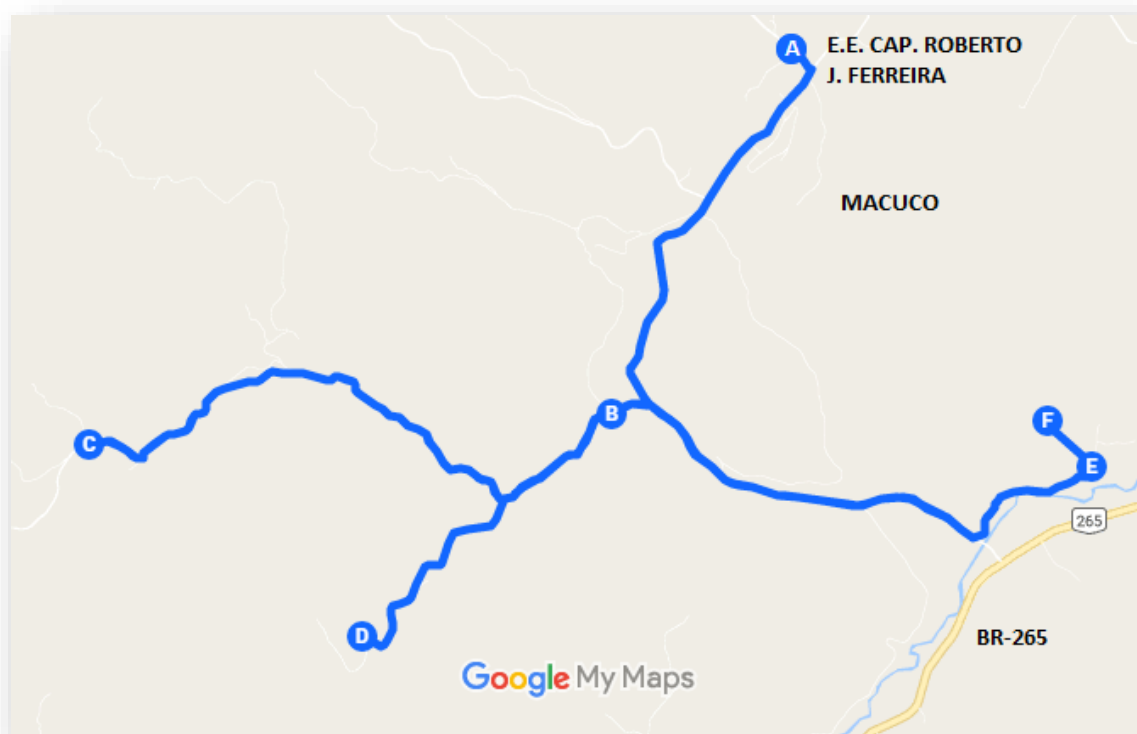 A
E.E. CAP. ROBERTO
J. FERREIRA
MACUCO
B
F
C
E
265
D
BR-265
Google My Maps